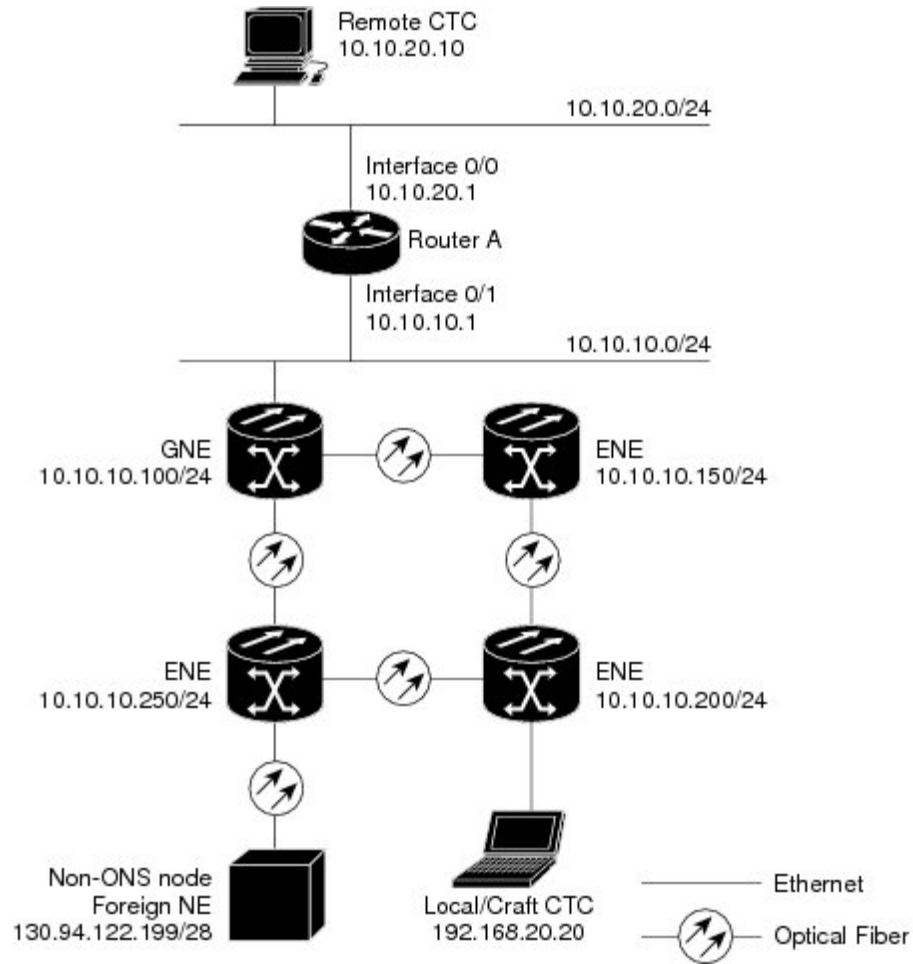 Remote CTC
10.10.20.10
10.10.20.0/24
Interface 0/0
10.10.20.1
Router A
Interface 0/1
10.10.10.1
10.10.10.0/24
GNE
10.10.10.100/24
ENE
10.10.10.150/24
ENE
10.10.10.250/24
ENE
10.10.10.200/24
Non-ONS node
Foreign NE
130.94.122.199/28
Local/Craft CTC
192.168.20.20
Ethernet
Optical Fiber